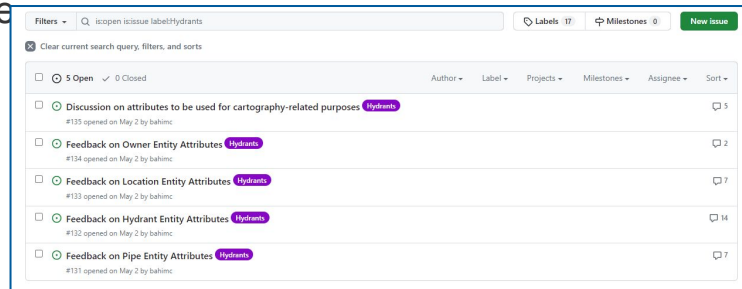 e
Filters
is:open is:issue label:Hydrants
Labels 17
Milestones 0
New issue
Clear current search query, filters, and sorts
5 Open
0 Closed
Author
Label
Projects
Milestones
Assignee
Sort
Discussion on attributes to be used for cartography-related purposes Hydrants
5
#135 opened on May 2 by bahimc
Feedback on Owner Entity Attributes Hydrants
2
#134 opened on May 2 by bahimc
Feedback on Location Entity Attributes Hydrants
7
#133 opened on May 2 by bahimc
Feedback on Hydrant Entity Attributes Hydrants
14
#132 opened on May 2 by bahimc
Feedback on Pipe Entity Attributes Hydrants
7
#131 opened on May 2 by bahimc